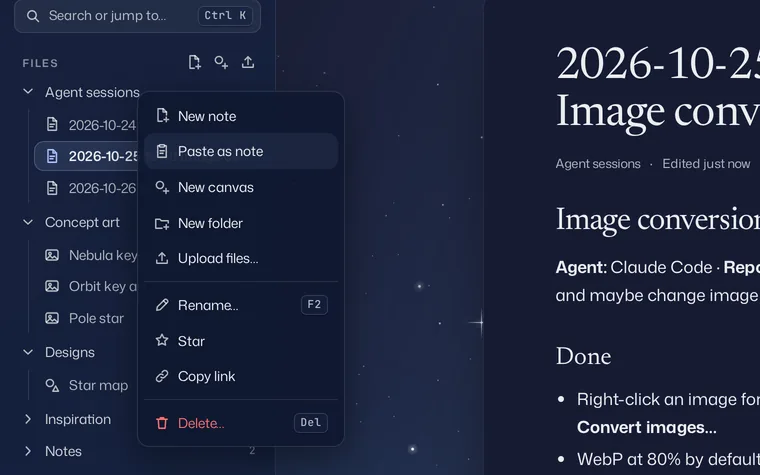 Search or jump to...
Ctrl K
FILES
Agent sessions
2026-10-24
2026-10-25
2026-10-26
Concept art
Nebula key
Orbit key a
Pole star
Designs
Star map
Inspiration
Notes
2
New note
Paste as note
New canvas
New folder
Upload files...
Rename...
F2
Star
Copy link
Delete...
Del
2026-10-25
Image conv
Agent sessions · Edited just now
Image conversion
Agent: Claude Code · Repo
and maybe change image
Done
Right-click an image for
Convert images...
WebP at 80% by default